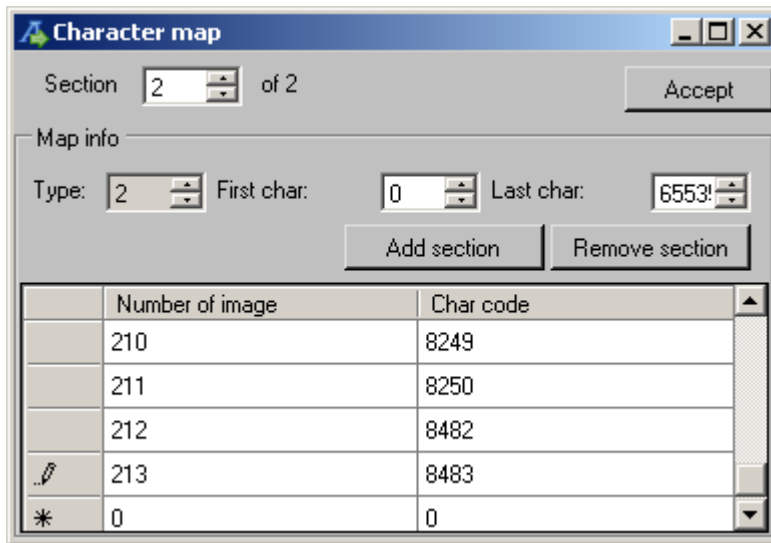 Character map
Section 2 of 2 Accept
Map info
Type: 2 First char: 0 Last char: 6553
Add section Remove section
Number of image Char code
210 8249
211 8250
212 8482
213 8483
* 0 0